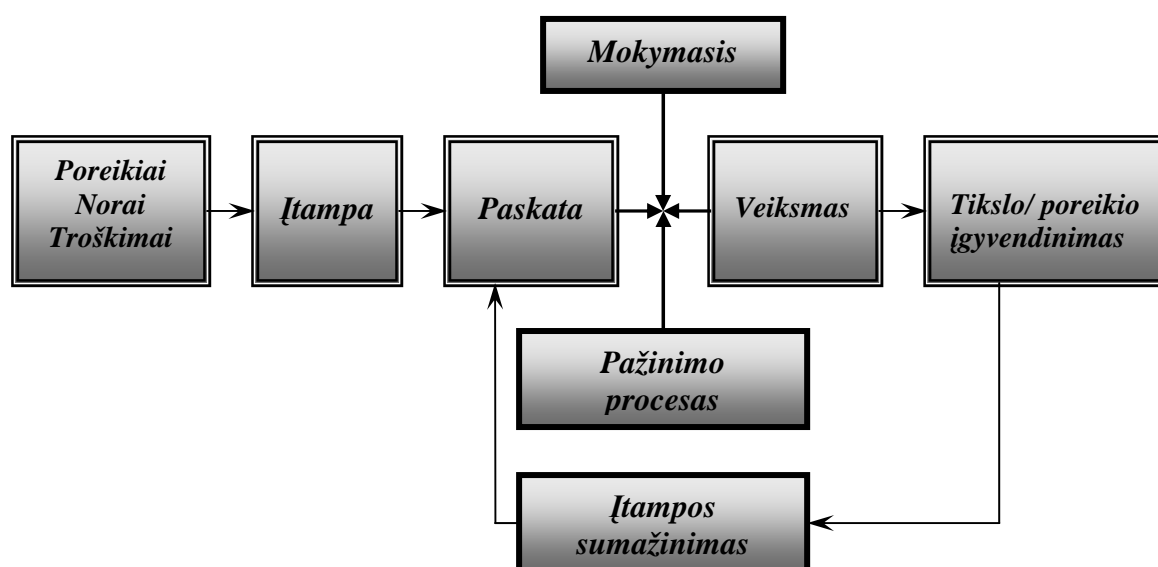 Mokymasis
Poreikiai
Norai
Troškimai
Įtampa
Paskata
Veiksmas
Tikslo/ poreikio
įgyvendinimas
Pažinimo
procesas
Įtampos
sumažinimas